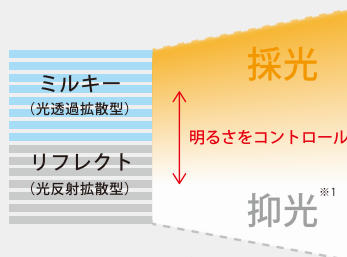 ミルキー
(光透過拡散型)
リフレクト
(光反射拡散型)
採光
明るさをコントロール
抑光※1